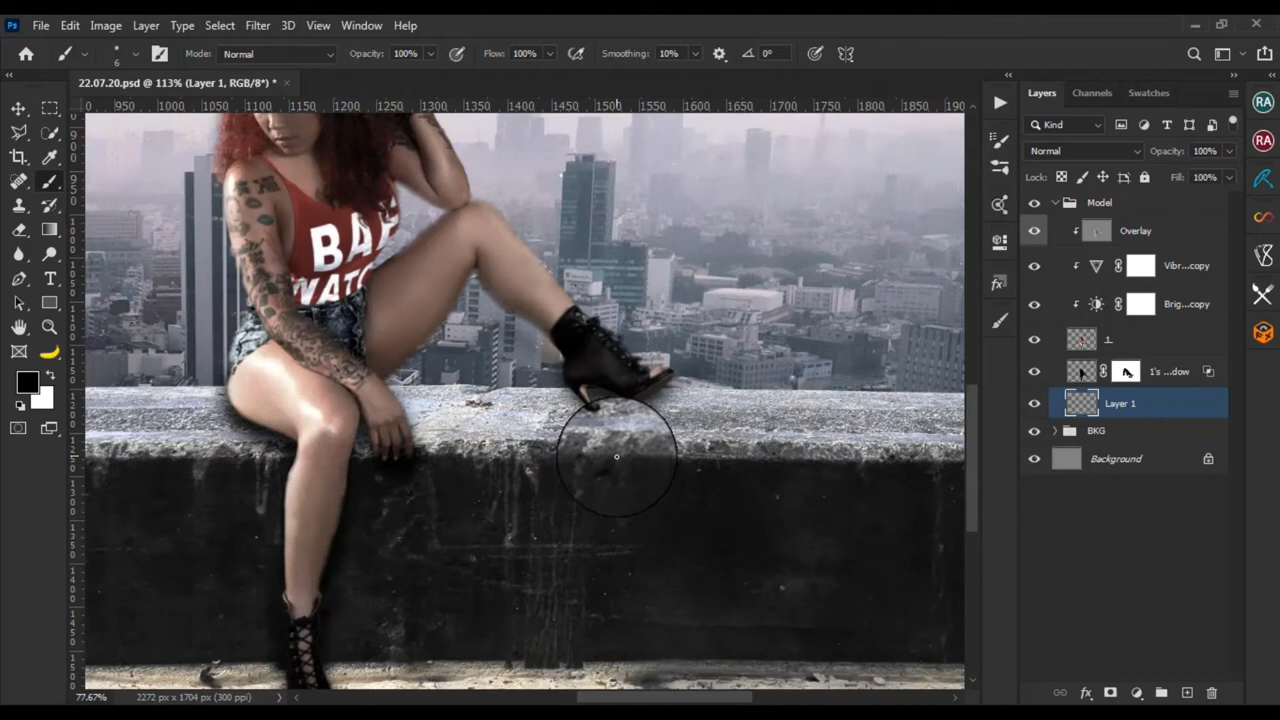 Ps File Edit Image Layer Type Select Filter 3D View Window Help
6 Mode: Normal Opacity: 100% Flow: 100% Smoothing: 10% 0°
22.07.20.psd @ 113% (Layer 1, RGB/8*) *
0 950 1000 1050 1100 1150 1200 1250 1300 1350 1400 1450 1500 1550 1600 1650 1700 1750 1800 1850 1900
Layers Channels Swatches
Kind
Normal Opacity: 100%
Lock: Fill: 100%
Model
Overlay
Vibr...copy
Brig...copy
1's ...dow
Layer 1
BKG
Background
RA
RA
BAE
WATC
77.67% 2272 px x 1704 px (300 ppi)